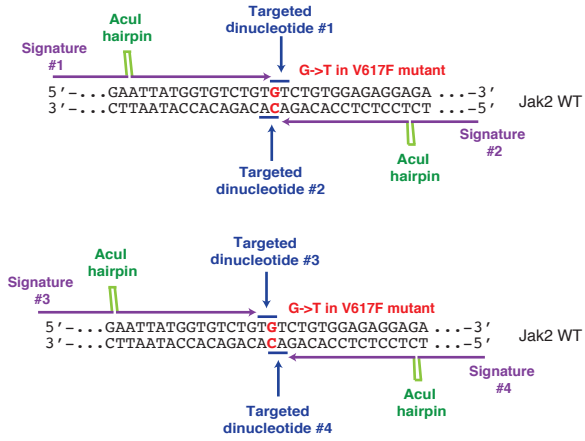 Targeted
dinucleotide #1
AcuI
hairpin
Signature
#1
G->T in V617F mutant
5′-...GAATTATGGTGTCTGTGTCTGTGGAGAGGAGA ...-3′
3′-...CTTAATACCACAGACACAGACACCTCTCCTCT ...-5′
Jak2 WT
Signature
#2
AcuI
hairpin
Targeted
dinucleotide #2
Targeted
dinucleotide #3
AcuI
hairpin
Signature
#3
G->T in V617F mutant
5′-...GAATTATGGTGTCTGTGTCTGTGGAGAGGAGA ...-3′
3′-...CTTAATACCACAGACACAGACACCTCTCCTCT ...-5′
Jak2 WT
Signature
#4
AcuI
hairpin
Targeted
dinucleotide #4